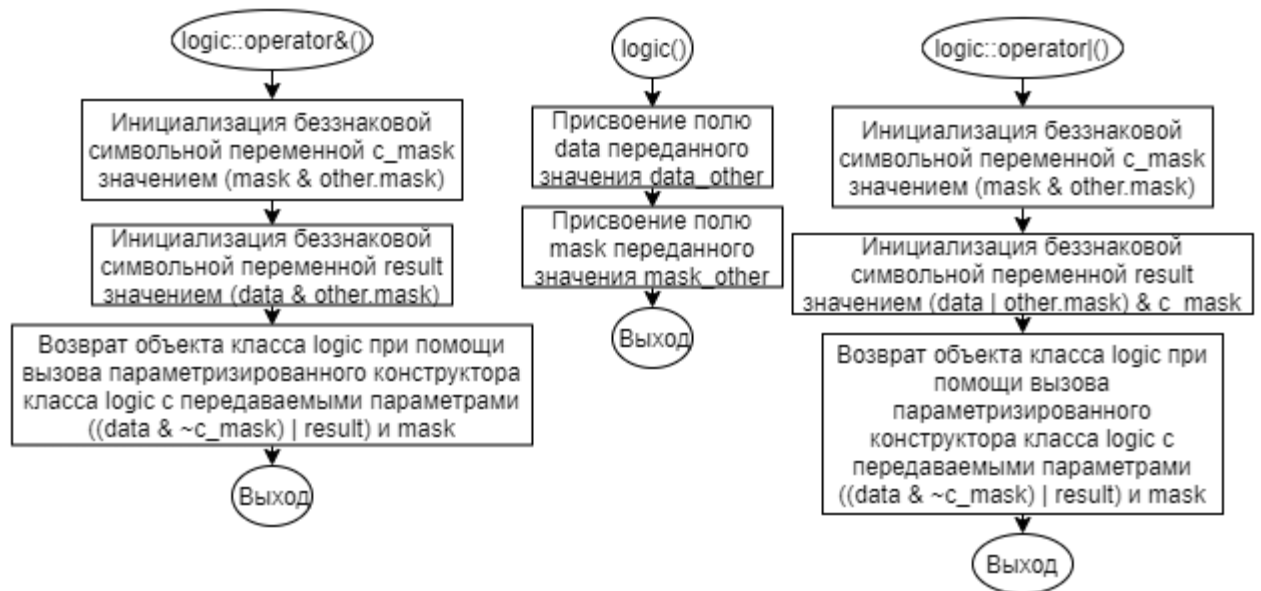 logic::operator&()
Инициализация беззнаковой
символьной переменной c_mask
значением (mask & other.mask)
Инициализация беззнаковой
символьной переменной result
значением (data & other.mask)
Возврат объекта класса logic при помощи
вызова параметризированного конструктора
класса logic с передаваемыми параметрами
((data & ~c_mask) | result) и mask
Выход
logic()
Присвоение полю
data переданного
значения data_other
Присвоение полю
mask переданного
значения mask_other
Выход
logic::operator|()
Инициализация беззнаковой
символьной переменной c_mask
значением (mask & other.mask)
Инициализация беззнаковой
символьной переменной result
значением (data | other.mask) & c_mask
Возврат объекта класса logic при
помощи вызова
параметризированного
конструктора класса logic с
передаваемыми параметрами
((data & ~c_mask) | result) и mask
Выход